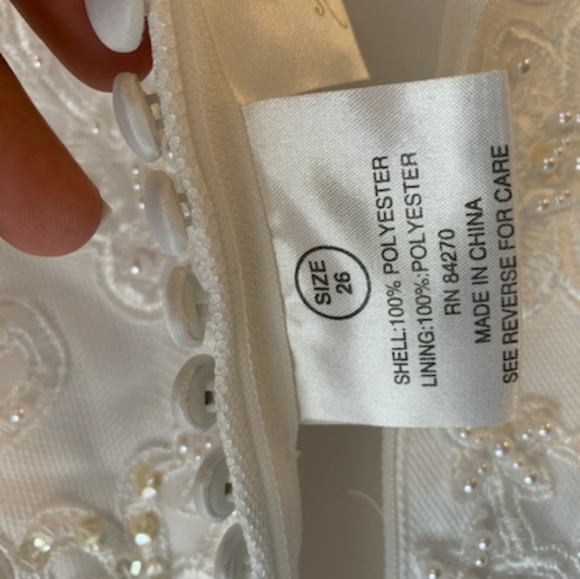 SIZE
26
SHELL:100% POLYESTER
LINING:100%:POLYESTER
RN 84270
MADE IN CHINA
SEE REVERSE FOR CARE